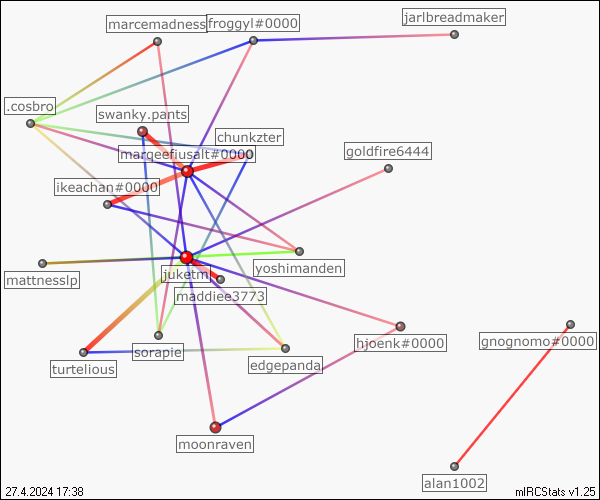 jarlbreadmaker
marcemadness
froggyl#0000
.cosbro
swanky.pants
chunkzter
marqeefiusalt#0000
goldfire6444
ikeachan#0000
yoshimanden
juketm
mattnesslp
maddiee3773
gnognomo#0000
hjoenk#0000
sorapie
edgepanda
turtelious
moonraven
alan1002
27.4.2024 17:38
mIRCStats v1.25